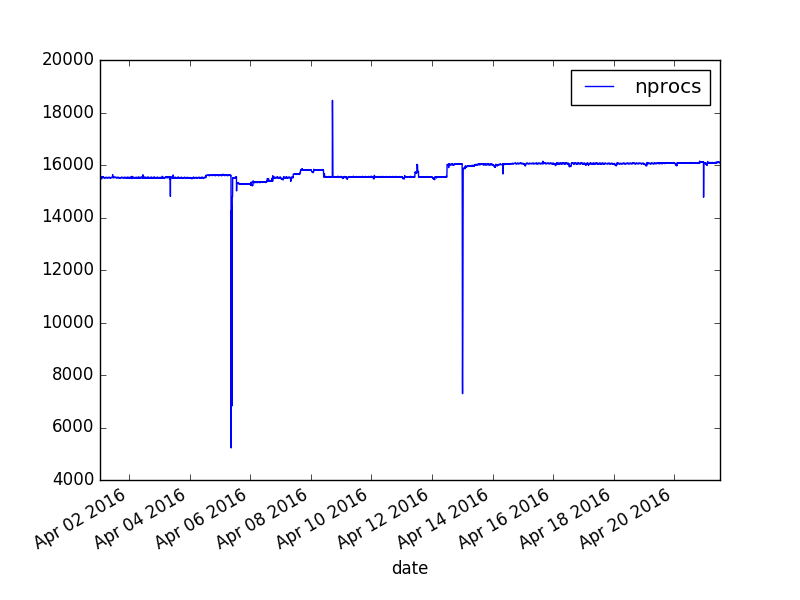 20000
18000
16000
14000
12000
10000
8000
6000
4000
nprocs
Apr 02 2016
Apr 04 2016
Apr 06 2016
Apr 08 2016
Apr 10 2016
Apr 12 2016
Apr 14 2016
Apr 16 2016
Apr 18 2016
Apr 20 2016
date